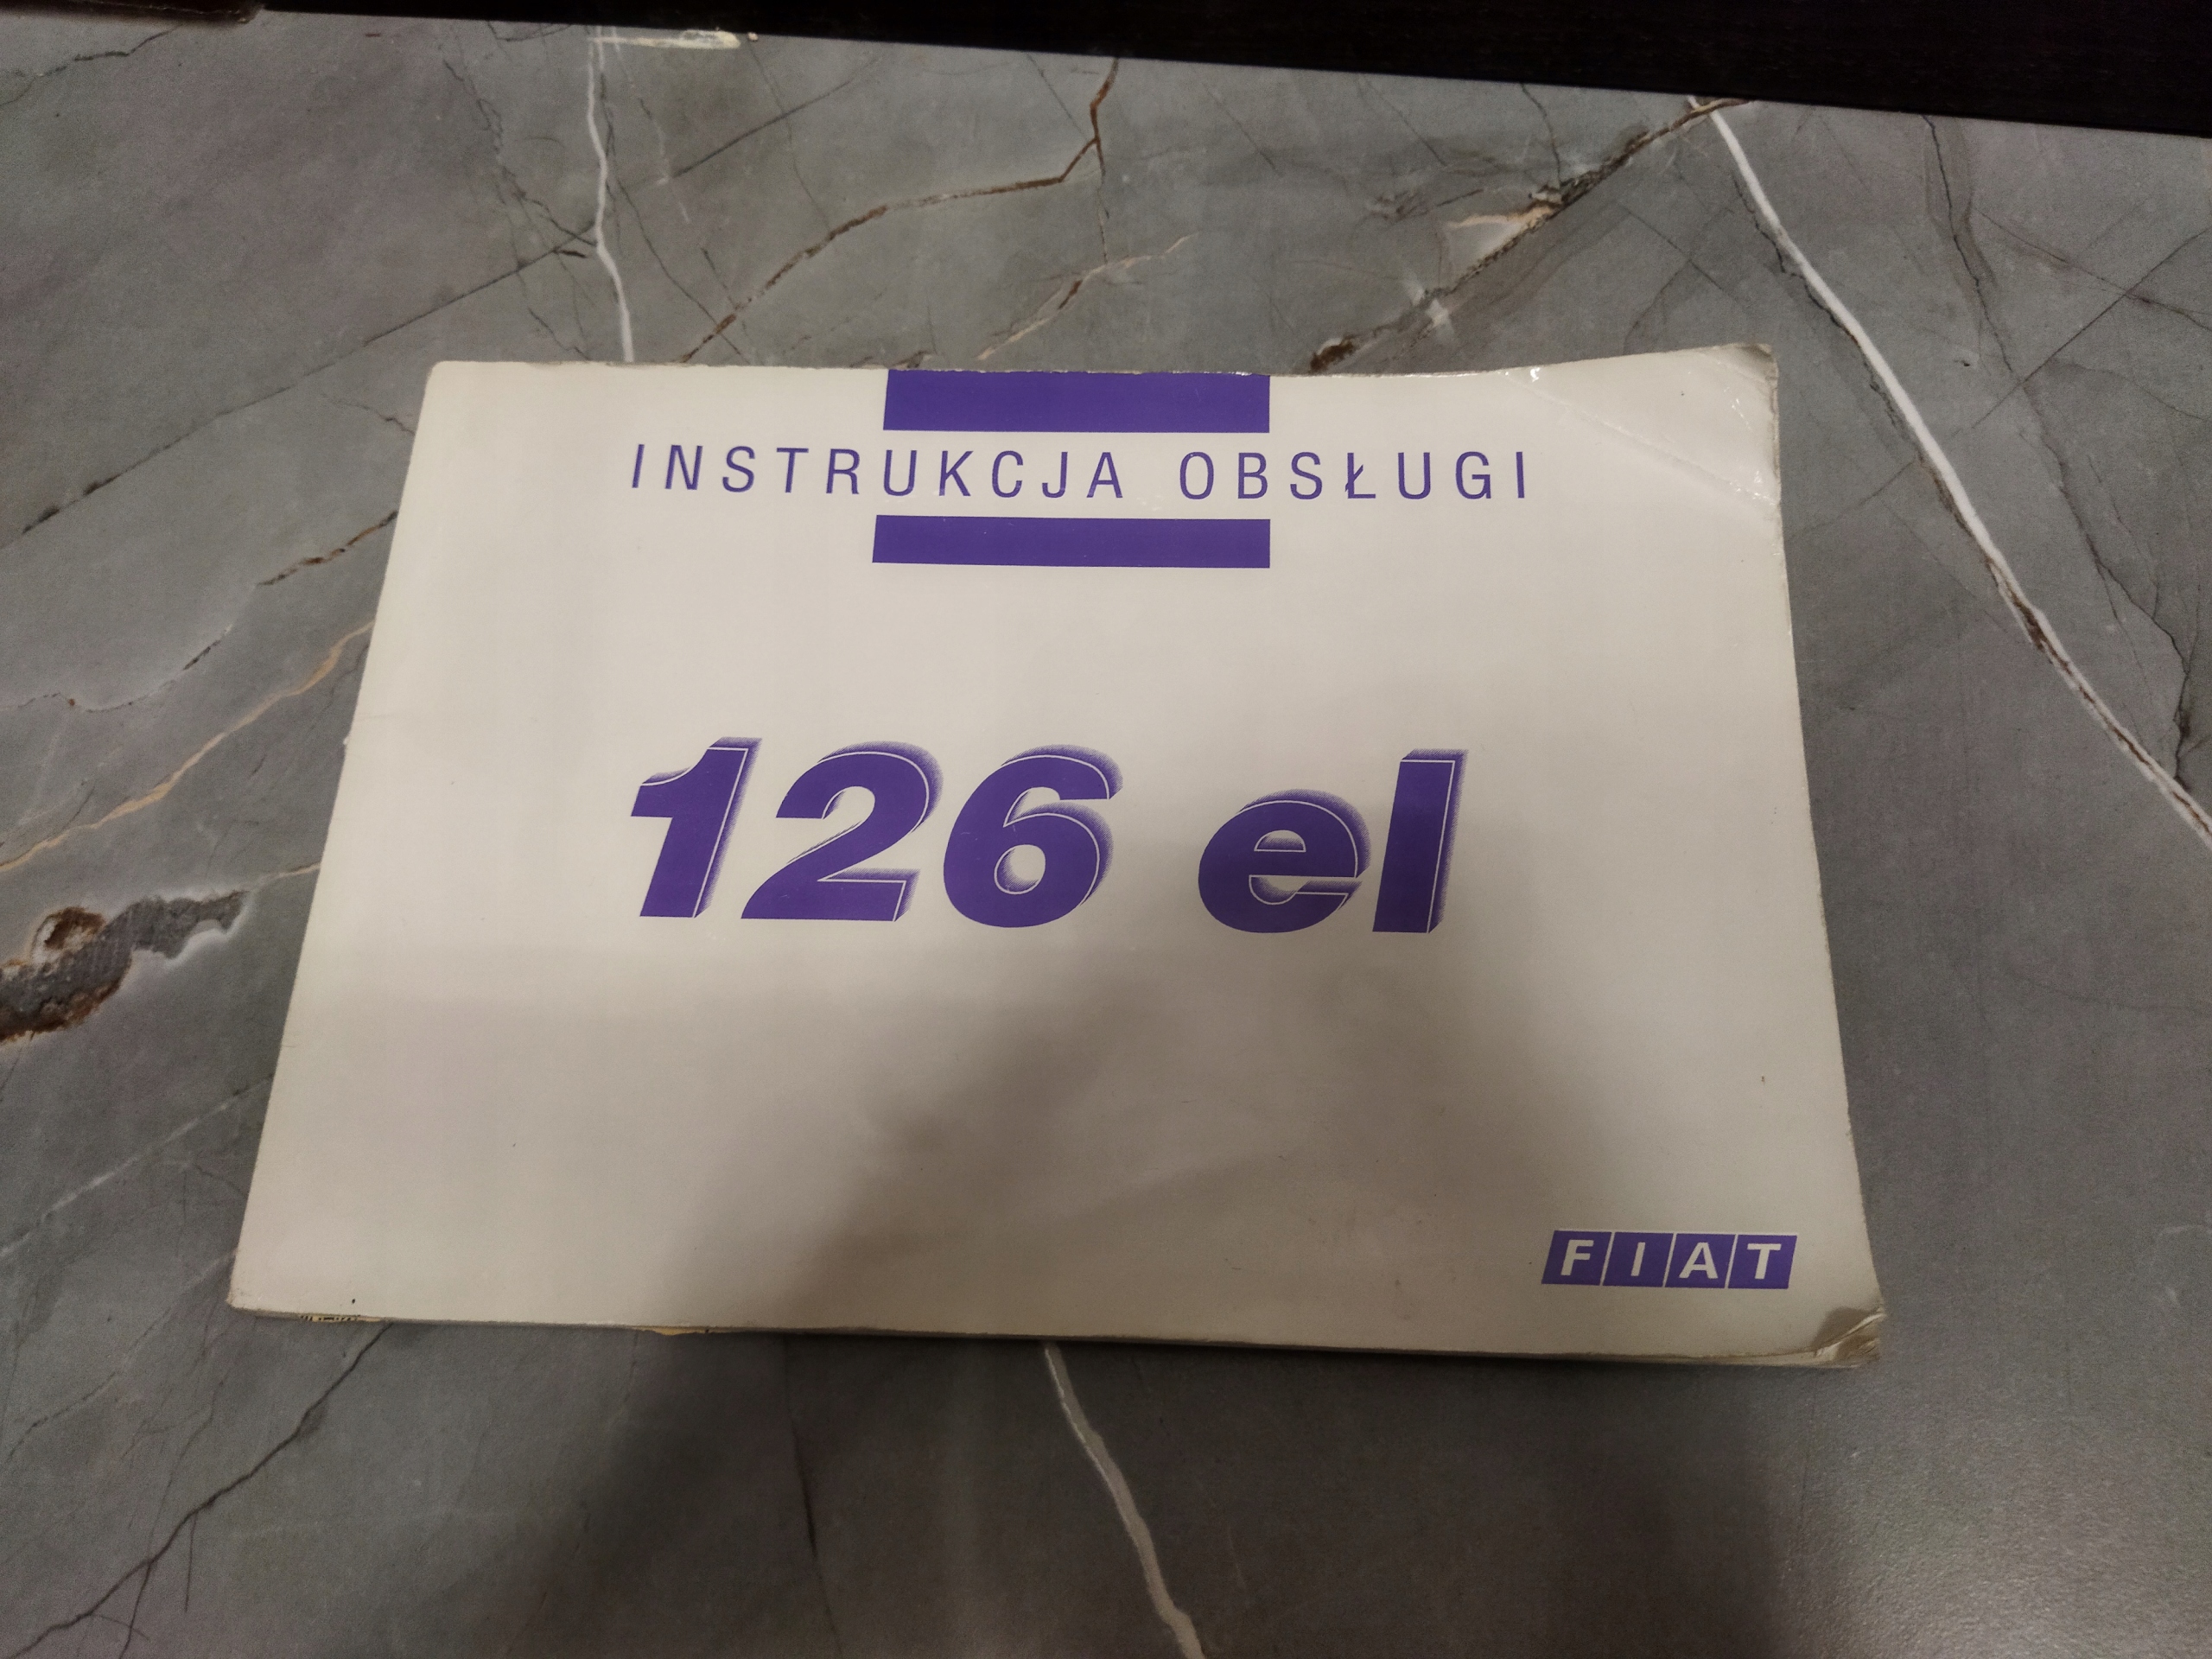 INSTRUKCJA OBSŁUGI
126 el
FIAT